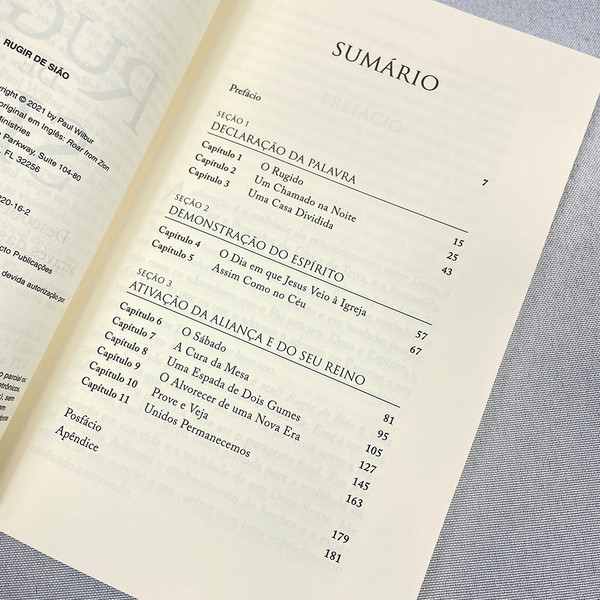 RUGIR DE SIÃO
© 2021 by Paul Wilbur
original em Inglês: Roar from Zion
Ministries
Parkway, Suite 104-80
FL 32256
20-16-2
Publicações
devida autorização por
parcial ou
sem
SUMÁRIO
Prefácio 7
SEÇÃO 1
DECLARAÇÃO DA PALAVRA
Capítulo 1 O Rugido 15
Capítulo 2 Um Chamado na Noite 25
Capítulo 3 Uma Casa Dividida 43
SEÇÃO 2
DEMONSTRAÇÃO DO ESPÍRITO
Capítulo 4 O Dia em que Jesus Veio à Igreja 57
Capítulo 5 Assim Como no Céu 67
SEÇÃO 3
ATIVAÇÃO DA ALIANÇA E DO SEU REINO
Capítulo 6 O Sábado 81
Capítulo 7 A Cura da Mesa 95
Capítulo 8 Uma Espada de Dois Gumes 105
Capítulo 9 O Alvorecer de uma Nova Era 127
Capítulo 10 Prove e Veja 145
Capítulo 11 Unidos Permanecemos 163
Posfácio 179
Apêndice 181